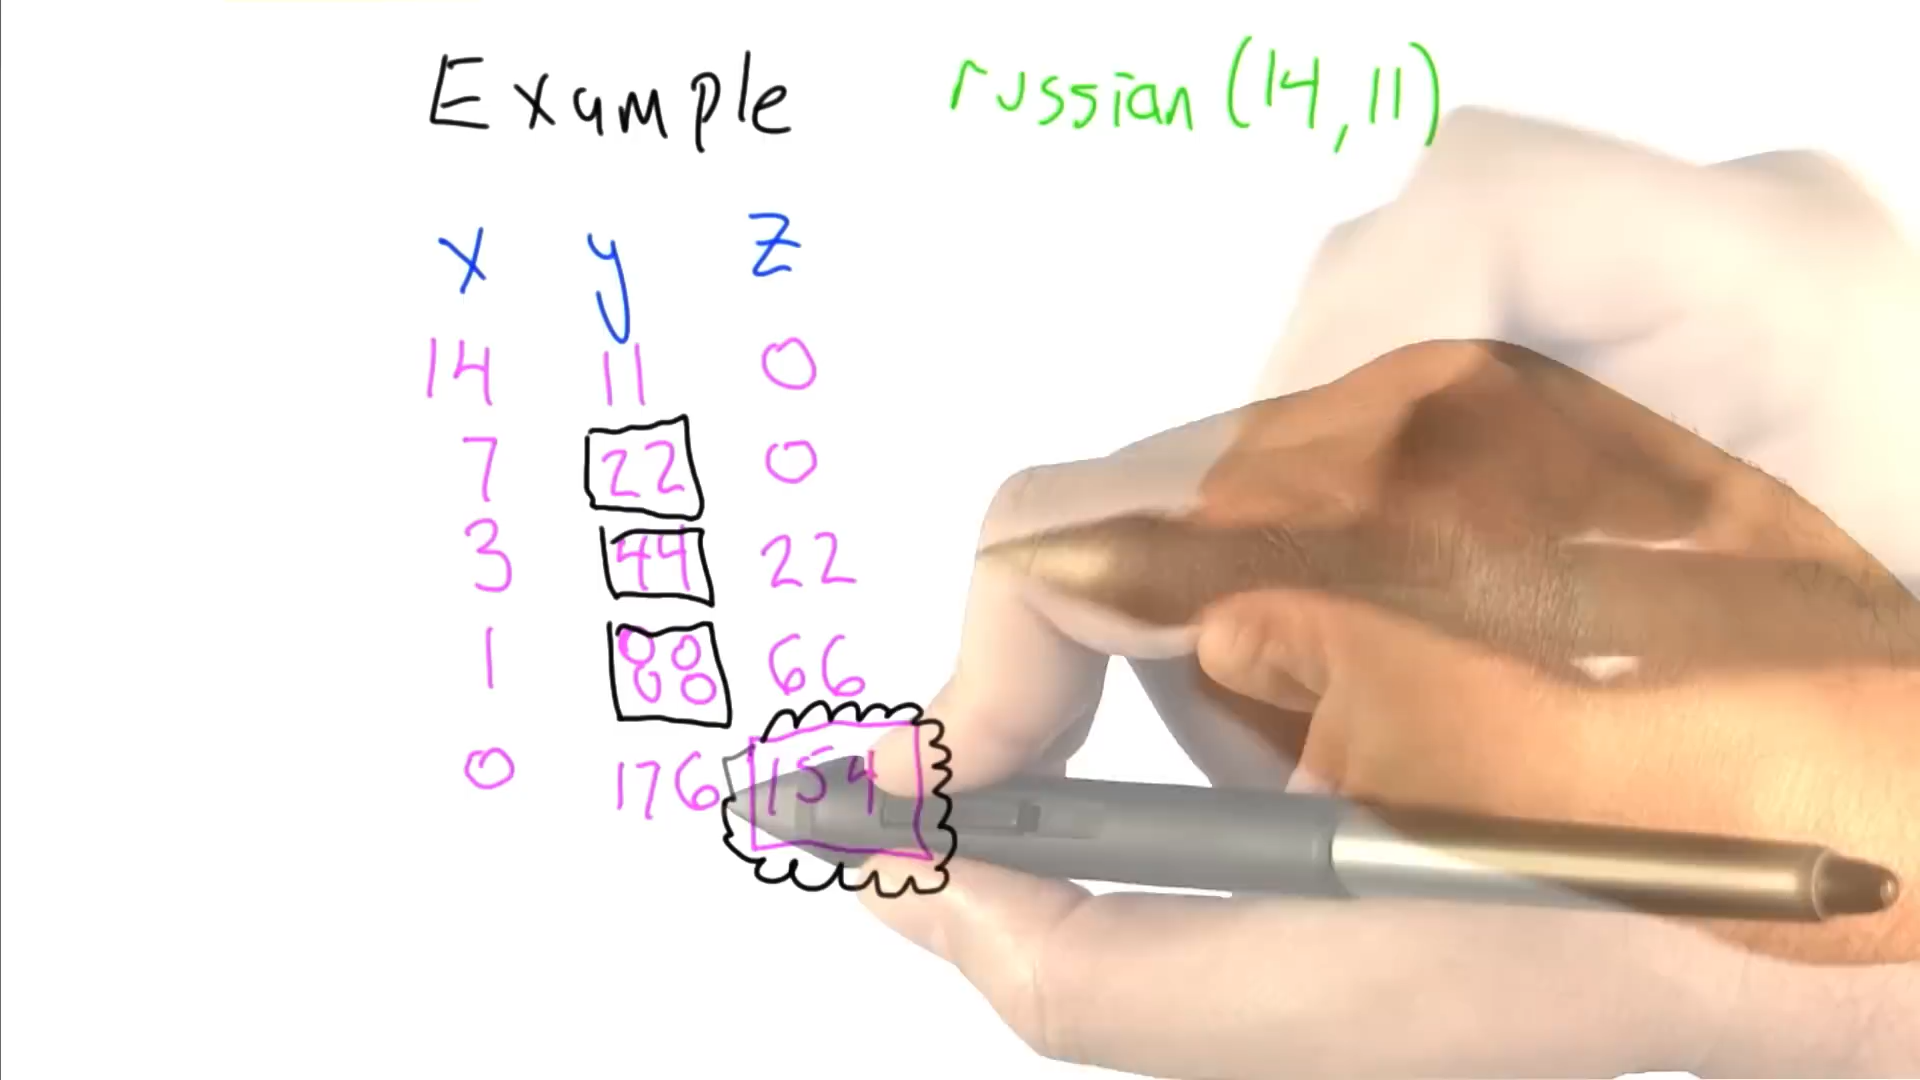 Example russian(14,11)
x y z
14 11 0
7 22 0
3 44 22
1 88 66
0 176 154